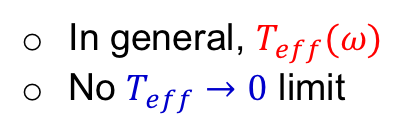 ○ In general, T_eff(ω)
○ No T_eff → 0 limit